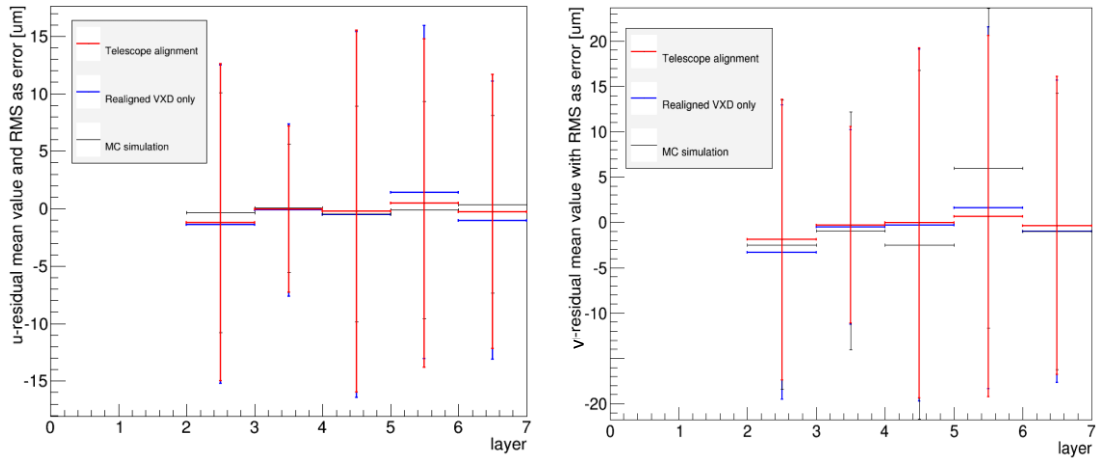 u-residual mean value and RMS as error [um]
15
10
5
0
-5
-10
-15
Telescope alignment
Realigned VXD only
MC simulation
0 1 2 3 4 5 6 7
layer
v-residual mean value with RMS as error [um]
20
15
10
5
0
-5
-10
-15
-20
Telescope alignment
Realigned VXD only
MC simulation
0 1 2 3 4 5 6 7
layer